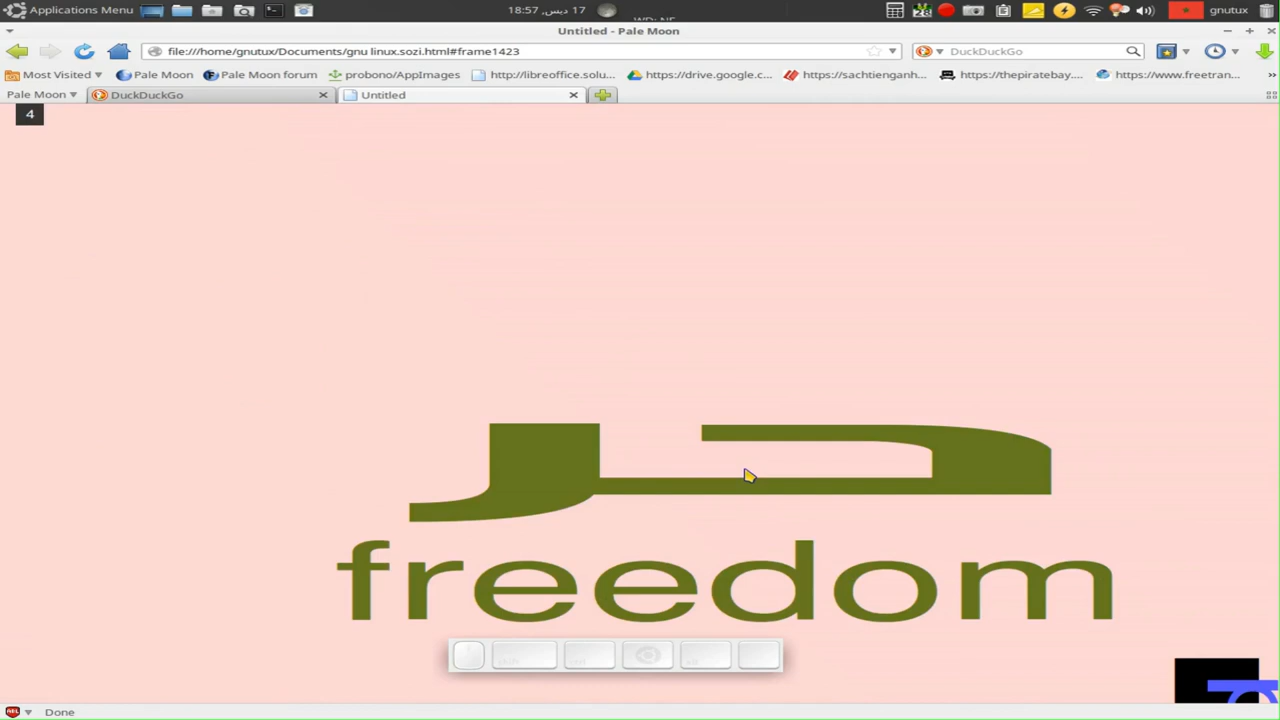 Applications Menu
18:57 ,17 ديس
28
gnutux
Untitled - Pale Moon
file:///home/gnutux/Documents/gnu linux.sozi.html#frame1423
DuckDuckGo
Most Visited
Pale Moon
Pale Moon forum
probono/AppImages
http://libreoffice.solu...
https://drive.google.c...
https://sachtienganh...
https://thepiratebay....
https://www.freetran...
Pale Moon
DuckDuckGo
Untitled
4
حر
freedom
Done